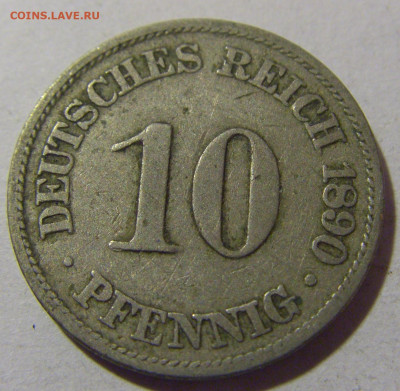 COINS.LAVE.RU
DEUTSCHES REICH 1890
10
· PFENNIG ·